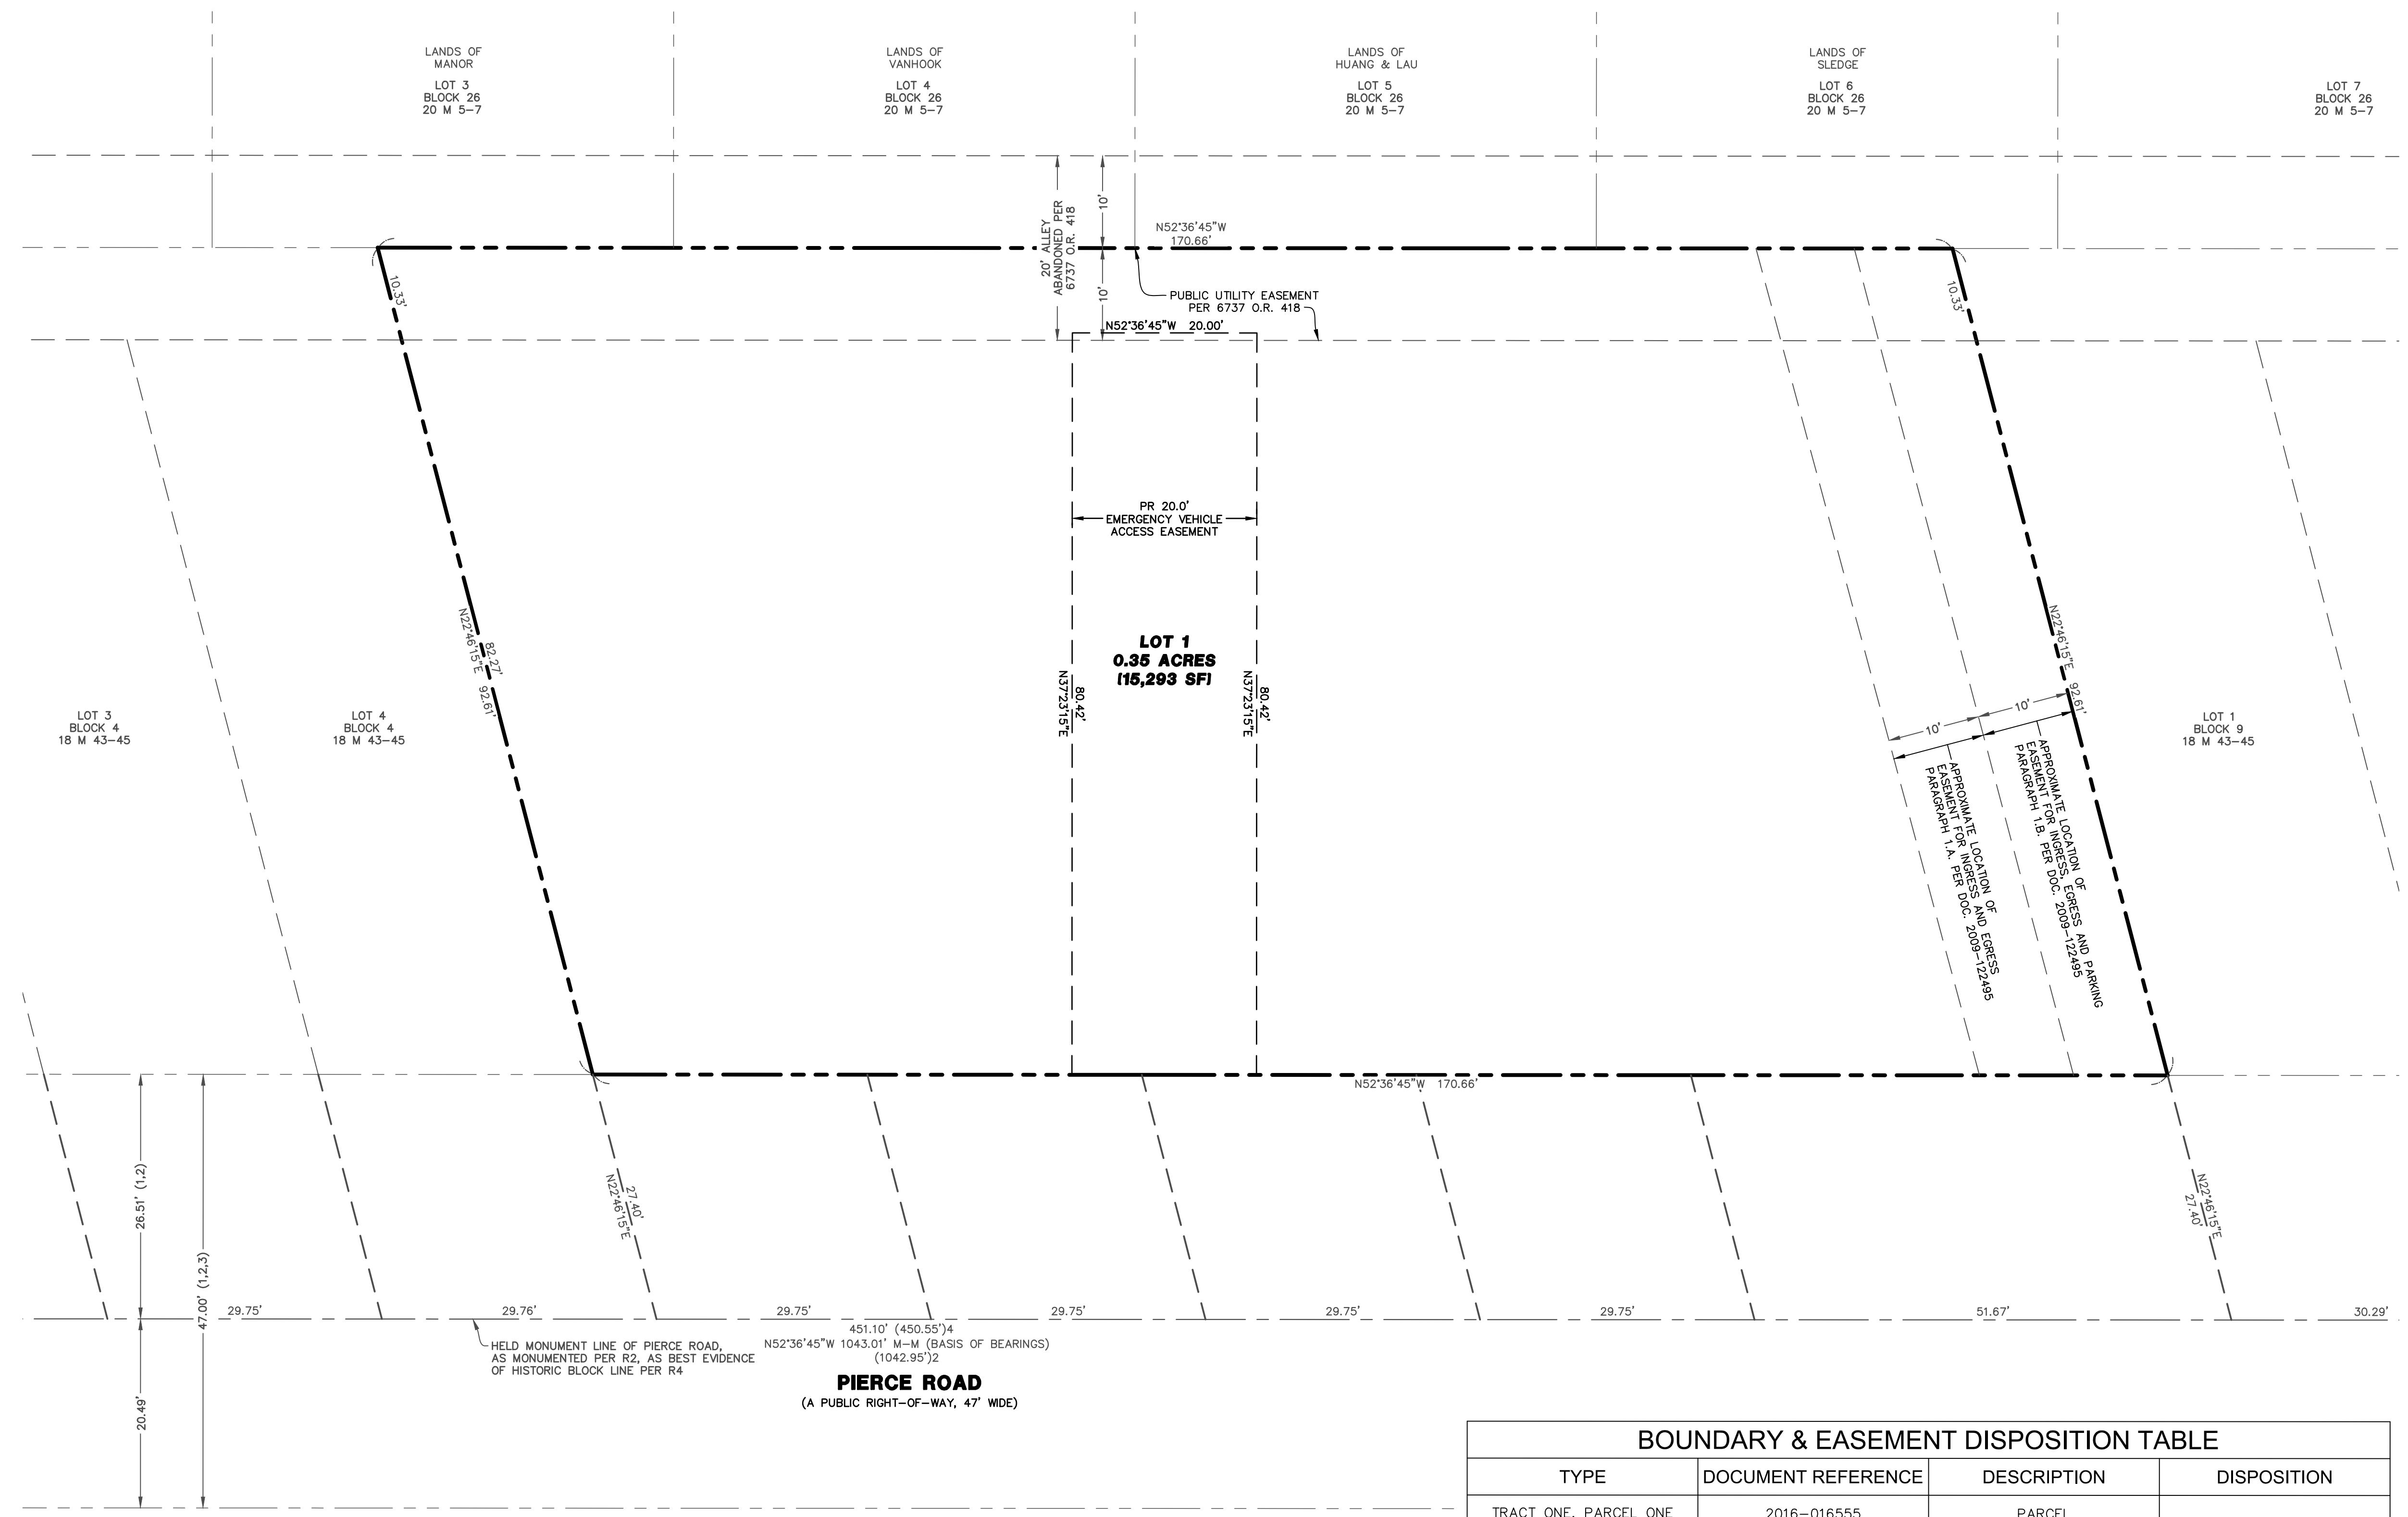 LANDS OF
MANOR
LOT 3
BLOCK 26
20 M 5-7
LANDS OF
VANHOOK
LOT 4
BLOCK 26
20 M 5-7
LANDS OF
HUANG & LAU
LOT 5
BLOCK 26
20 M 5-7
LANDS OF
SLEDGE
LOT 6
BLOCK 26
20 M 5-7
LOT 7
BLOCK 26
20 M 5-7
20' ALLEY
ABANDONED PER
6737 O.R. 418
10'
10'
N52°36'45"W
170.66'
PUBLIC UTILITY EASEMENT
PER 6737 O.R. 418
N52°36'45"W 20.00'
10.33'
10.33'
PR 20.0'
EMERGENCY VEHICLE
ACCESS EASEMENT
LOT 1
0.35 ACRES
(15,293 SF)
80.42'
N37°23'15"E
80.42'
N37°23'15"E
82.27'
N22°46'15"E 92.61'
N22°46'15"E 92.61'
LOT 3
BLOCK 4
18 M 43-45
LOT 4
BLOCK 4
18 M 43-45
LOT 1
BLOCK 9
18 M 43-45
10'
10'
APPROXIMATE LOCATION OF
EASEMENT FOR INGRESS AND EGRESS
PARAGRAPH 1.A. PER DOC. 2009-122495
APPROXIMATE LOCATION OF
EASEMENT FOR INGRESS, EGRESS AND PARKING
PARAGRAPH 1.B. PER DOC. 2009-122495
N52°36'45"W 170.66'
26.51' (1,2)
47.00' (1,2,3)
20.49'
27.40'
N22°46'15"E
N22°46'15"E
27.40'
29.75'
29.76'
29.75'
29.75'
29.75'
29.75'
51.67'
30.29'
HELD MONUMENT LINE OF PIERCE ROAD,
AS MONUMENTED PER R2, AS BEST EVIDENCE
OF HISTORIC BLOCK LINE PER R4
451.10' (450.55')4
N52°36'45"W 1043.01' M-M (BASIS OF BEARINGS)
(1042.95')2
PIERCE ROAD
(A PUBLIC RIGHT-OF-WAY, 47' WIDE)
BOUNDARY & EASEMENT DISPOSITION TABLE
TYPE DOCUMENT REFERENCE DESCRIPTION DISPOSITION
TRACT ONE, PARCEL ONE 2016-016555 PARCEL